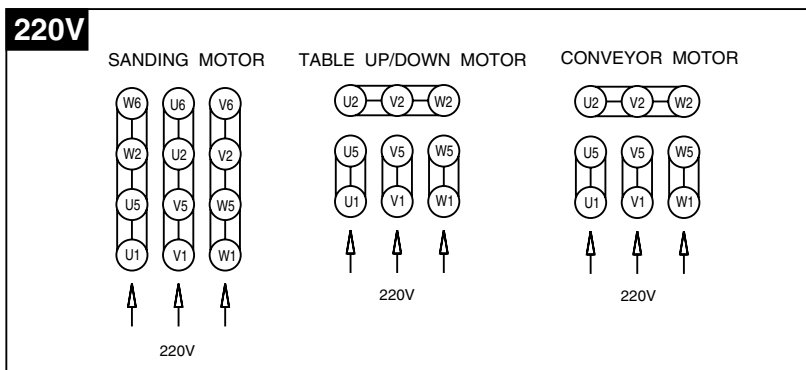 220V
SANDING MOTOR
TABLE UP/DOWN MOTOR
CONVEYOR MOTOR
W6 U6 V6
W2 U2 V2
U5 V5 W5
U1 V1 W1
220V
U2 V2 W2
U5 V5 W5
U1 V1 W1
220V
U2 V2 W2
U5 V5 W5
U1 V1 W1
220V